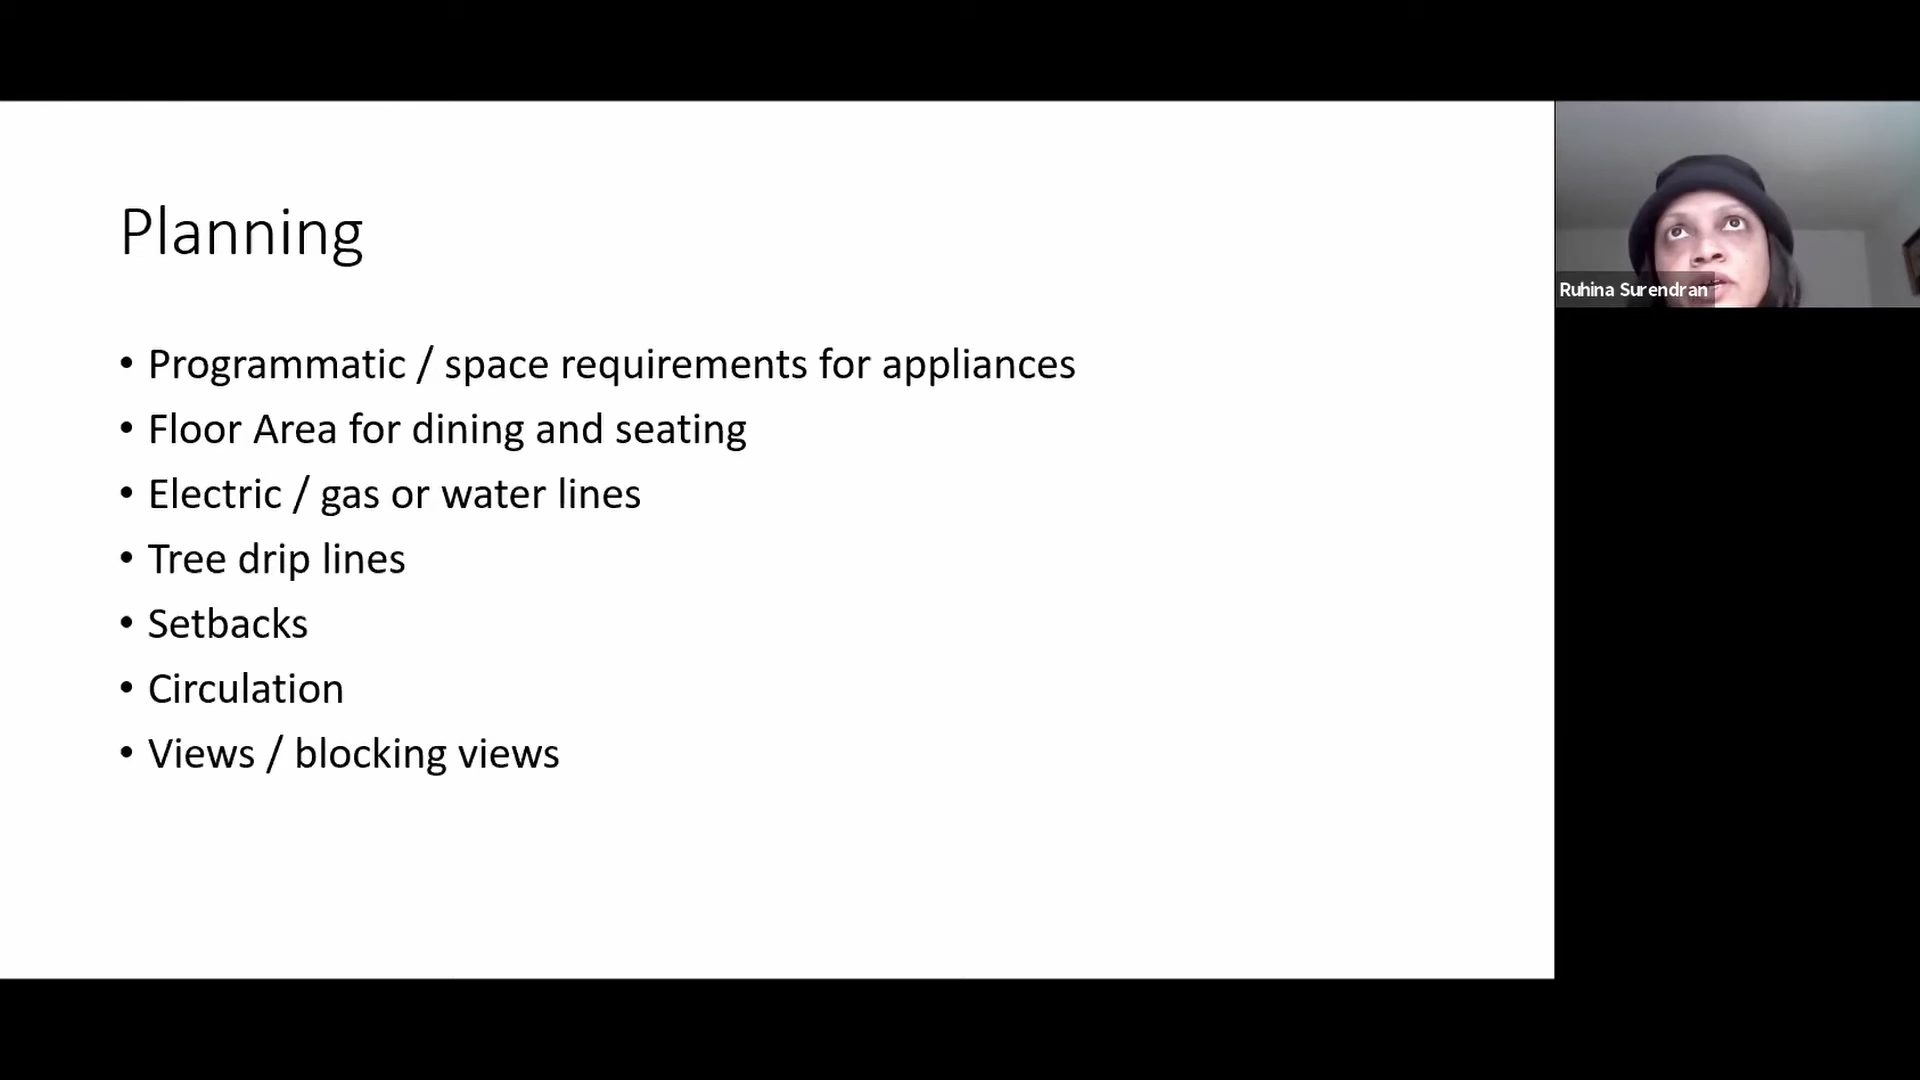 Planning
• Programmatic / space requirements for appliances
• Floor Area for dining and seating
• Electric / gas or water lines
• Tree drip lines
• Setbacks
• Circulation
• Views / blocking views
Ruhina Surendran